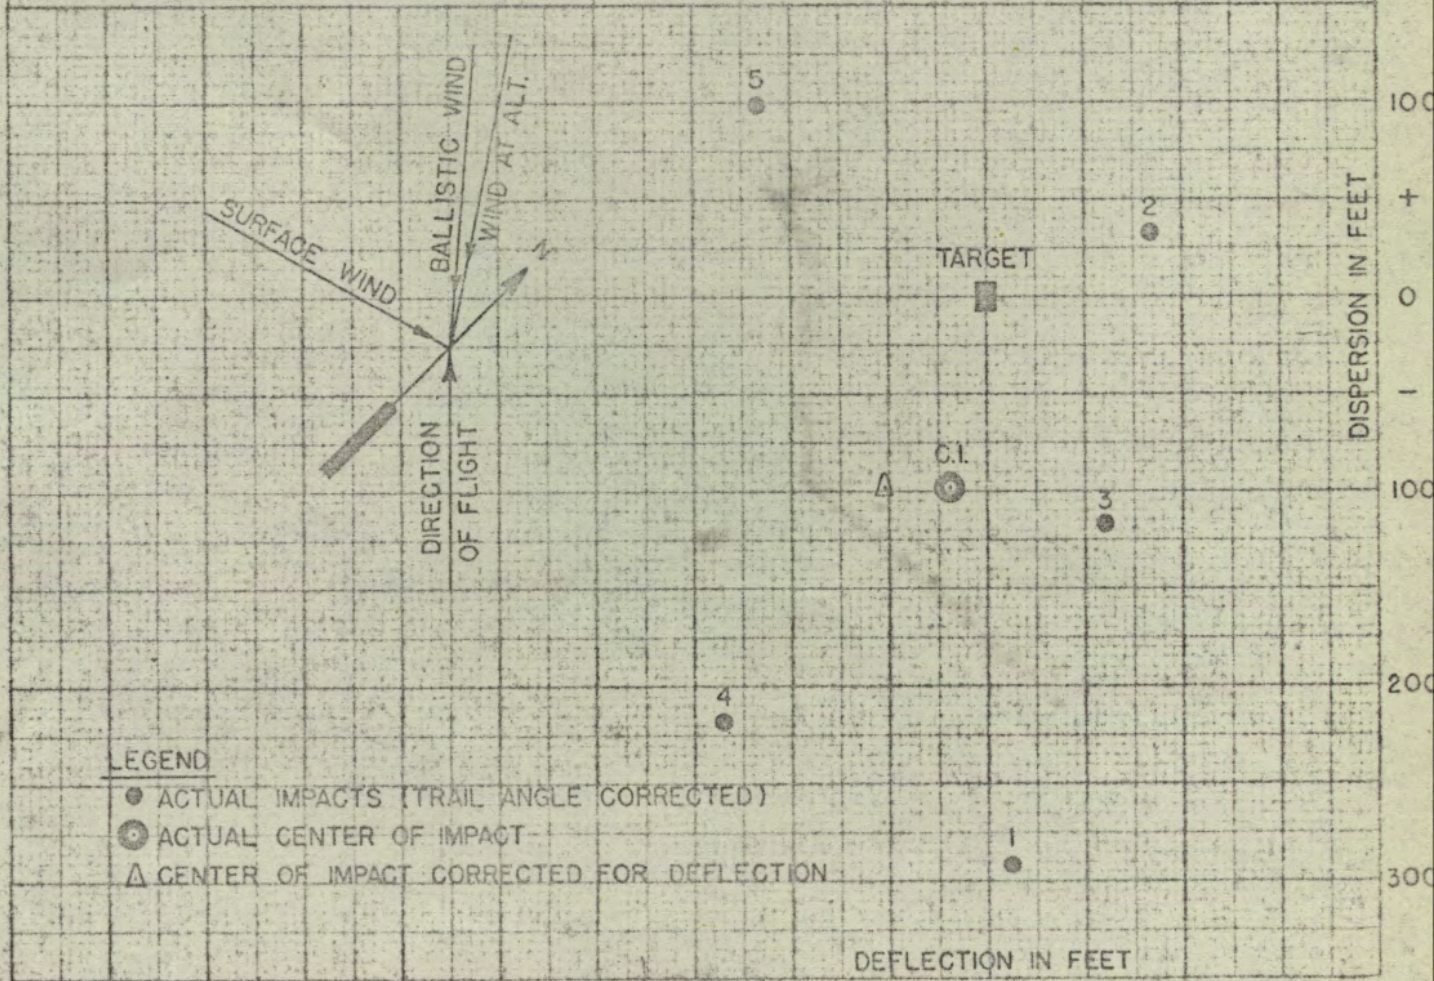 5
100
BALLISTIC WIND
WIND AT ALT.
+
2
SURFACE WIND
N
TARGET
0
DISPERSION IN FEET
-
DIRECTION
OF FLIGHT
C.I.
100
3
4
200
LEGEND
ACTUAL IMPACTS (TRAIL ANGLE CORRECTED)
ACTUAL CENTER OF IMPACT
Δ CENTER OF IMPACT CORRECTED FOR DEFLECTION
1
300
DEFLECTION IN FEET